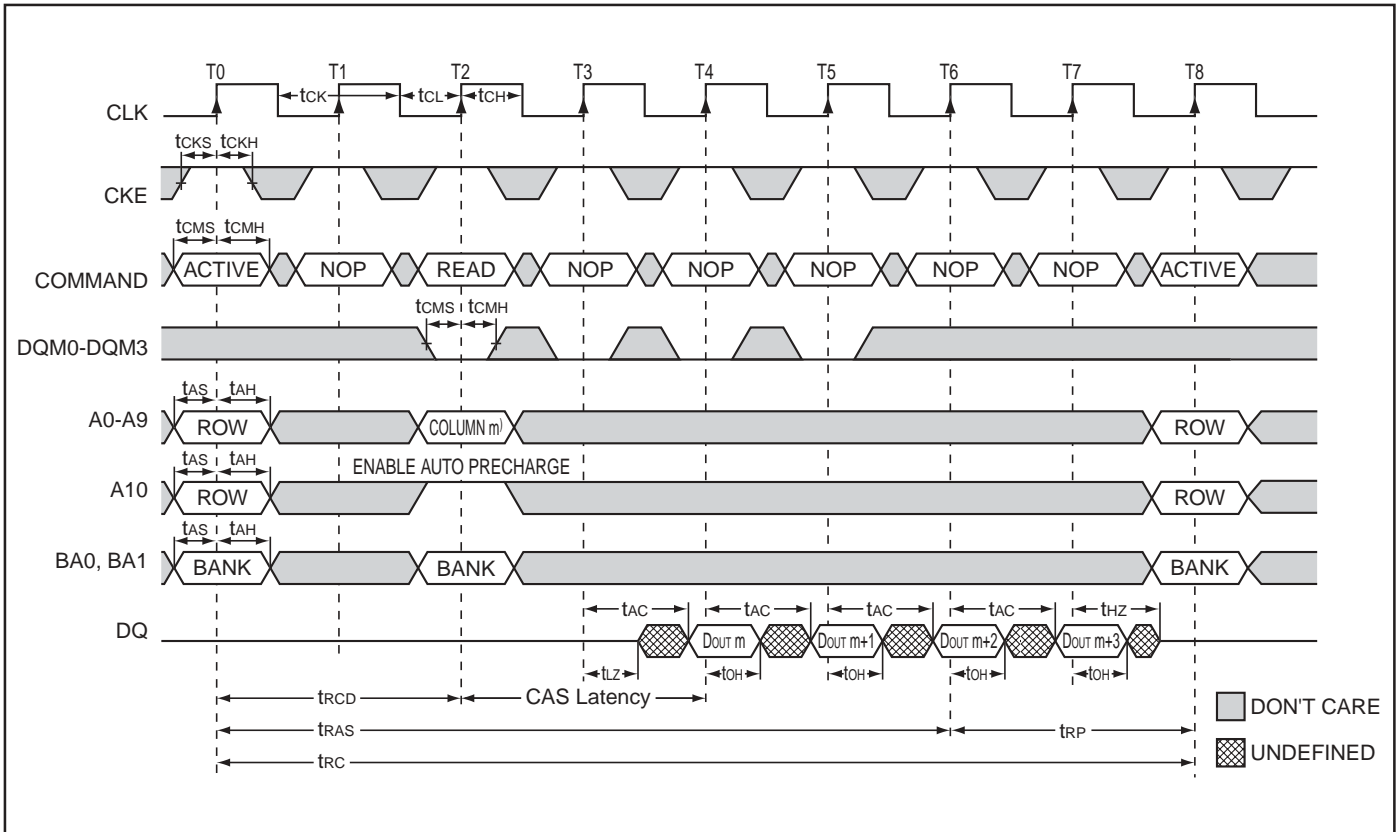 T0 T1 T2 T3 T4 T5 T6 T7 T8
tCK tCL tCH
CLK
tCKS tCKH
CKE
tCMS tCMH
COMMAND ACTIVE NOP READ NOP NOP NOP NOP NOP ACTIVE
tCMS tCMH
DQM0-DQM3
tAS tAH
A0-A9 ROW COLUMN m) ROW
tAS tAH ENABLE AUTO PRECHARGE
A10 ROW ROW
tAS tAH
BA0, BA1 BANK BANK BANK
tAC tAC tAC tAC tHZ
DQ DOUT m DOUT m+1 DOUT m+2 DOUT m+3
tLZ tOH tOH tOH tOH
tRCD CAS Latency
DON'T CARE
tRAS tRP
UNDEFINED
tRC